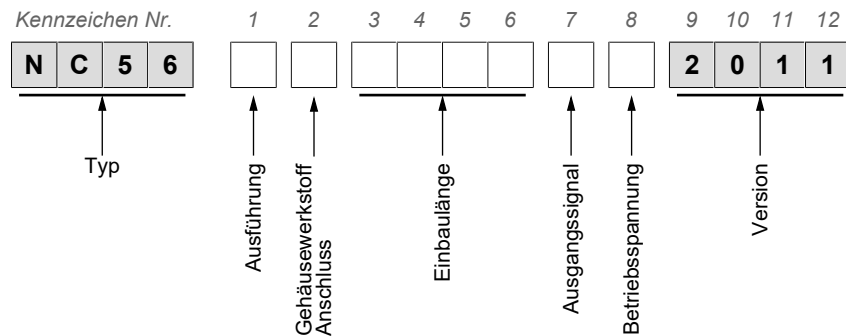 Kennzeichen Nr. 1 2 3 4 5 6 7 8 9 10 11 12
N C 5 6 2 0 1 1
Typ
Ausführung
Gehäusewerkstoff
Anschluss
Einbaulänge
Ausgangssignal
Betriebsspannung
Version